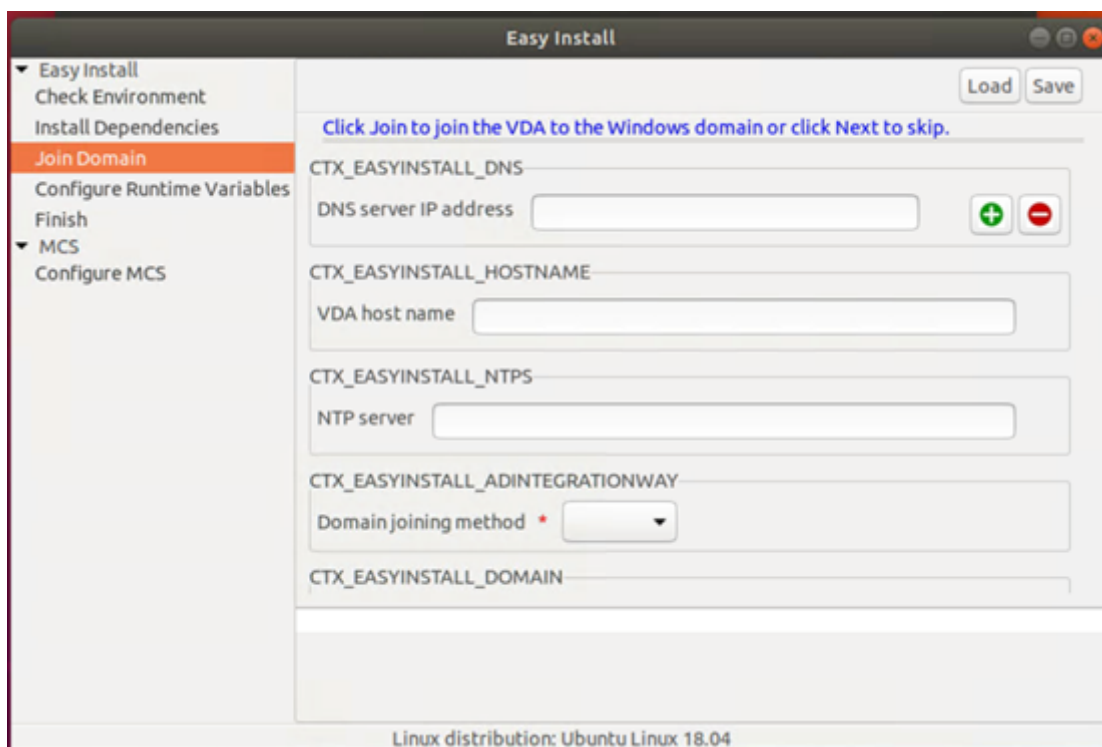 Easy Install
Easy Install
Check Environment
Install Dependencies
Join Domain
Configure Runtime Variables
Finish
MCS
Configure MCS
Load Save
Click Join to join the VDA to the Windows domain or click Next to skip.
CTX_EASYINSTALL_DNS
DNS server IP address
CTX_EASYINSTALL_HOSTNAME
VDA host name
CTX_EASYINSTALL_NTPS
NTP server
CTX_EASYINSTALL_ADINTEGRATIONWAY
Domain joining method *
CTX_EASYINSTALL_DOMAIN
Linux distribution: Ubuntu Linux 18.04